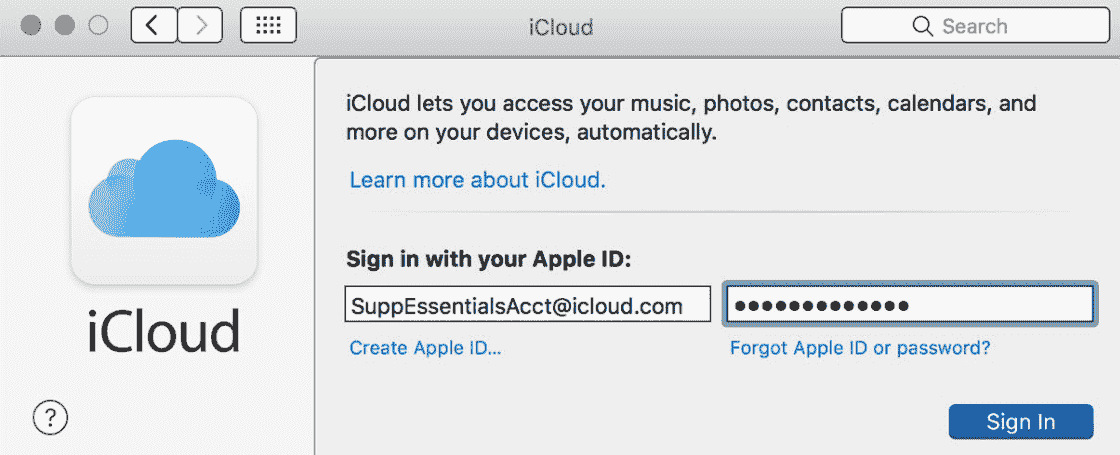 iCloud
Search
iCloud lets you access your music, photos, contacts, calendars, and
more on your devices, automatically.
Learn more about iCloud.
Sign in with your Apple ID:
SuppEssentialsAcct@icloud.com
•••••••••••••
Create Apple ID...
Forgot Apple ID or password?
iCloud
?
Sign In